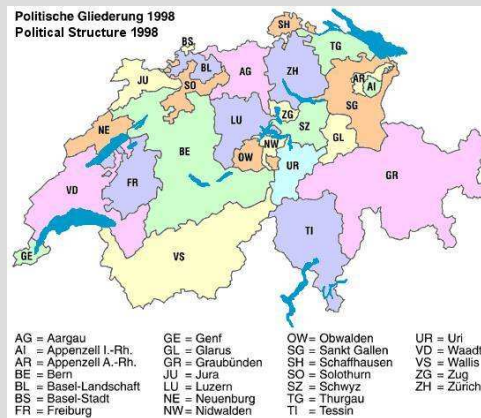 Politische Gliederung 1998
Political Structure 1998
SH
BS
TG
BL
AG
ZH
JU
SO
AR
AI
SG
ZG
LU
NE
SZ
GL
BE
NW
OW
UR
GR
VD
FR
TI
GE
VS
AG = Aargau
AI = Appenzell I.-Rh.
AR = Appenzell A.-Rh.
BE = Bern
BL = Basel-Landschaft
BS = Basel-Stadt
FR = Freiburg
GE = Genf
GL = Glarus
GR = Graubünden
JU = Jura
LU = Luzern
NE = Neuenburg
NW = Nidwalden
OW = Obwalden
SG = Sankt Gallen
SH = Schaffhausen
SO = Solothurn
SZ = Schwyz
TG = Thurgau
TI = Tessin
UR = Uri
VD = Waadt
VS = Wallis
ZG = Zug
ZH = Zürich